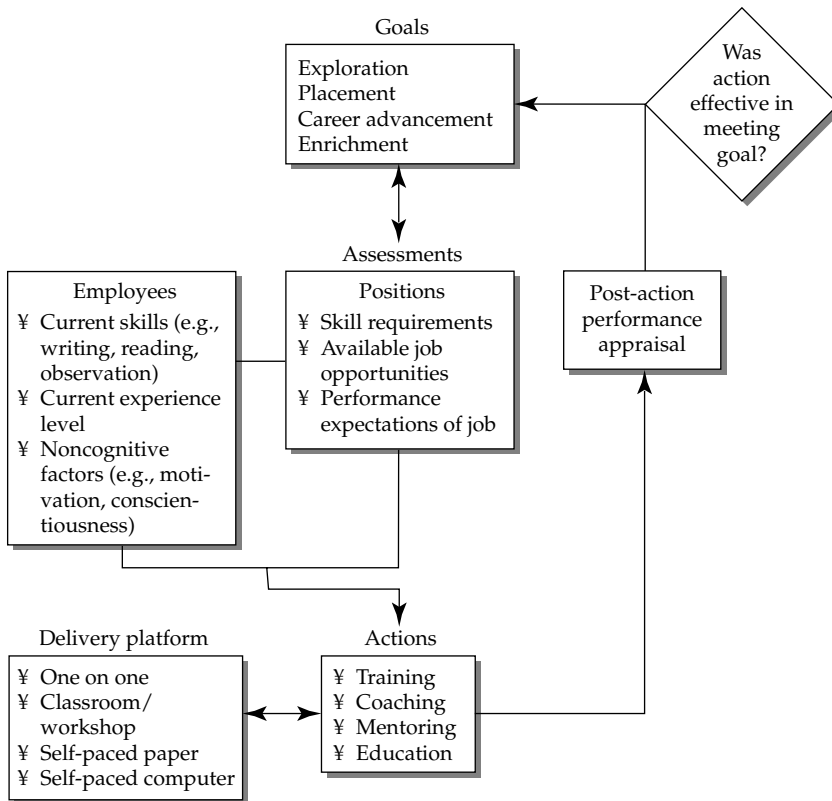 Goals
Exploration
Placement
Career advancement
Enrichment
Was
action
effective in
meeting
goal?
Assessments
Employees
¥ Current skills (e.g.,
writing, reading,
observation)
¥ Current experience
level
¥ Noncognitive
factors (e.g., moti-
vation, conscien-
tiousness)
Positions
¥ Skill requirements
¥ Available job
opportunities
¥ Performance
expectations of job
Post-action
performance
appraisal
Delivery platform
¥ One on one
¥ Classroom/
workshop
¥ Self-paced paper
¥ Self-paced computer
Actions
¥ Training
¥ Coaching
¥ Mentoring
¥ Education